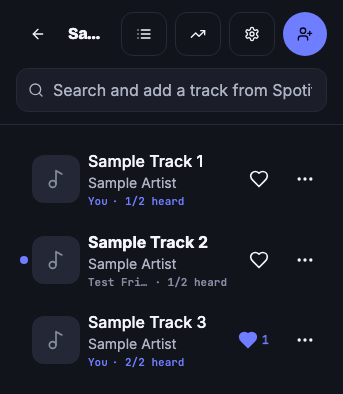 Sa...
Search and add a track from Spoti
Sample Track 1
Sample Artist
You · 1/2 heard
Sample Track 2
Sample Artist
Test Fri… · 1/2 heard
Sample Track 3
Sample Artist
You · 2/2 heard
1